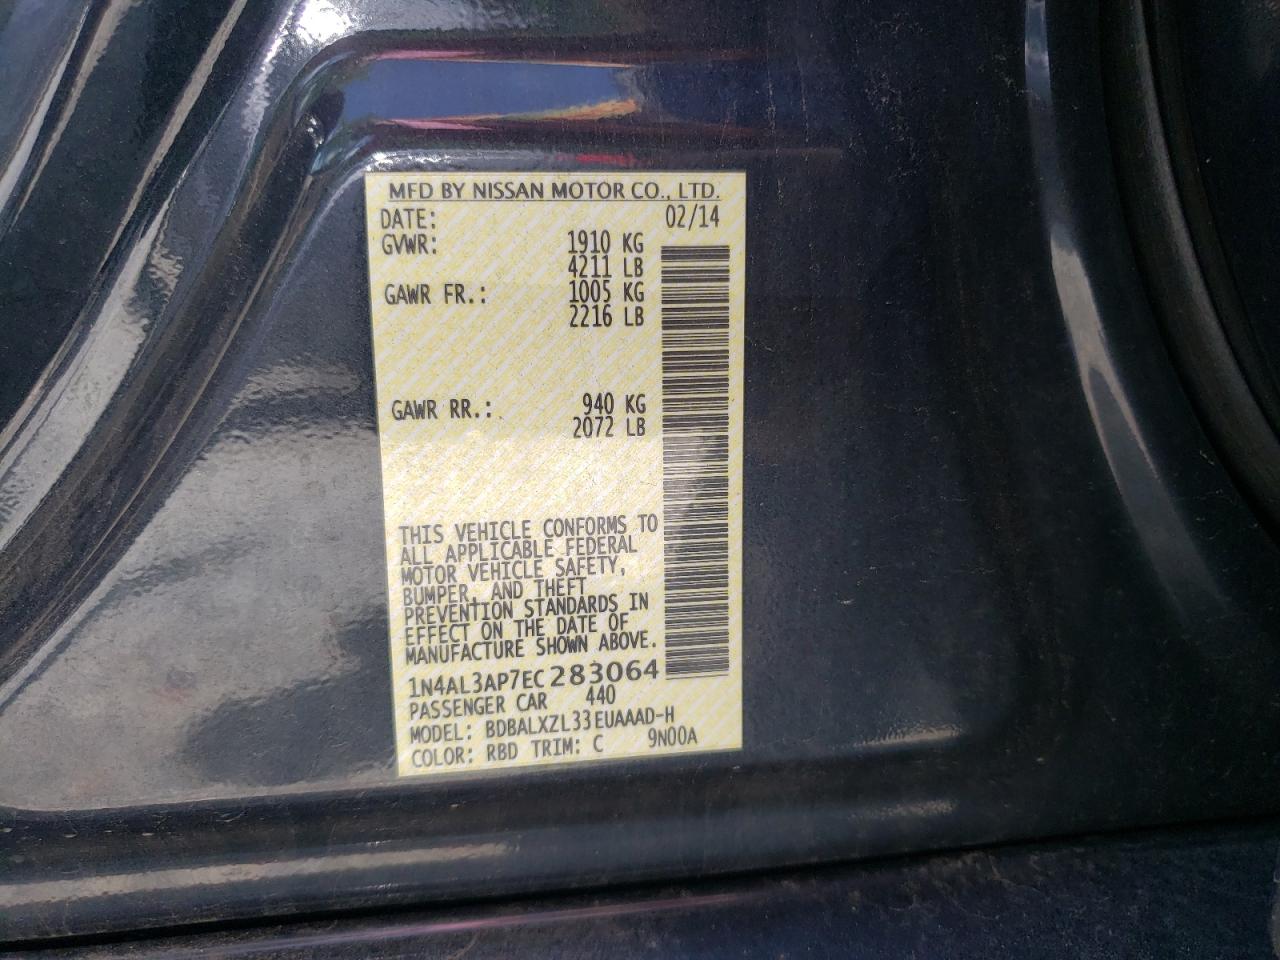 MFD BY NISSAN MOTOR CO., LTD.
DATE: 02/14
GVWR: 1910 KG
4211 LB
GAWR FR.: 1005 KG
2216 LB
GAWR RR.: 940 KG
2072 LB
THIS VEHICLE CONFORMS TO
ALL APPLICABLE FEDERAL
MOTOR VEHICLE SAFETY,
BUMPER, AND THEFT
PREVENTION STANDARDS IN
EFFECT ON THE DATE OF
MANUFACTURE SHOWN ABOVE.
1N4AL3AP7EC283064
PASSENGER CAR 440
MODEL: BDBALXZL33EUAAAD-H
COLOR: RBD TRIM: C 9N00A